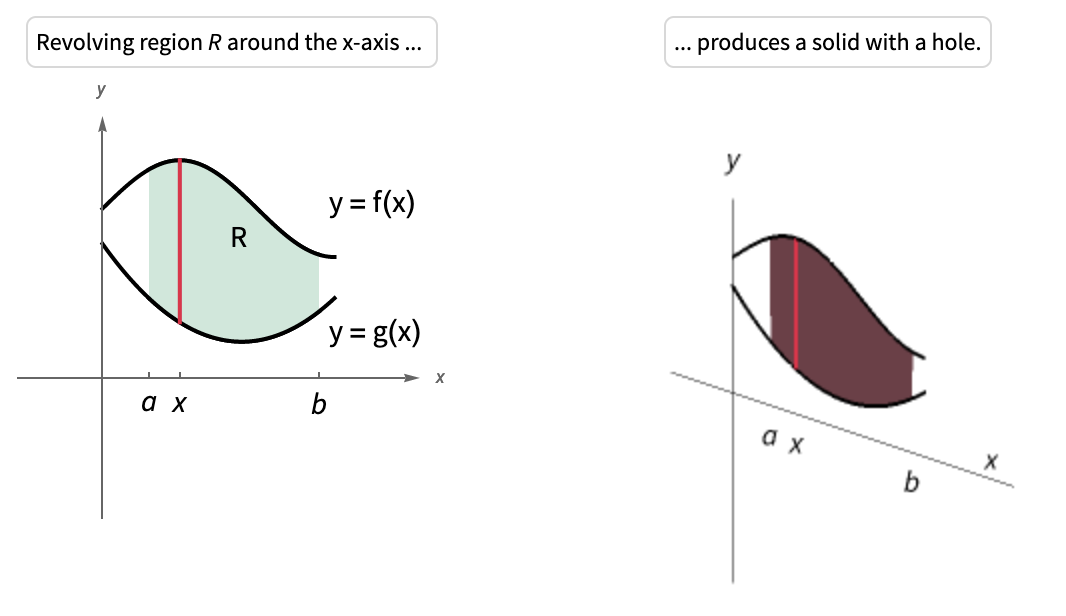 Revolving region R around the x-axis ...
y
y = f(x)
R
y = g(x)
x
a x
b
... produces a solid with a hole.
y
a x
x
b